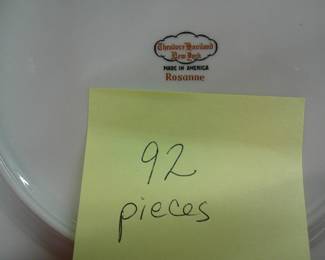 Theodore Haviland
New York
MADE IN AMERICA
Rosanne
92
pieces